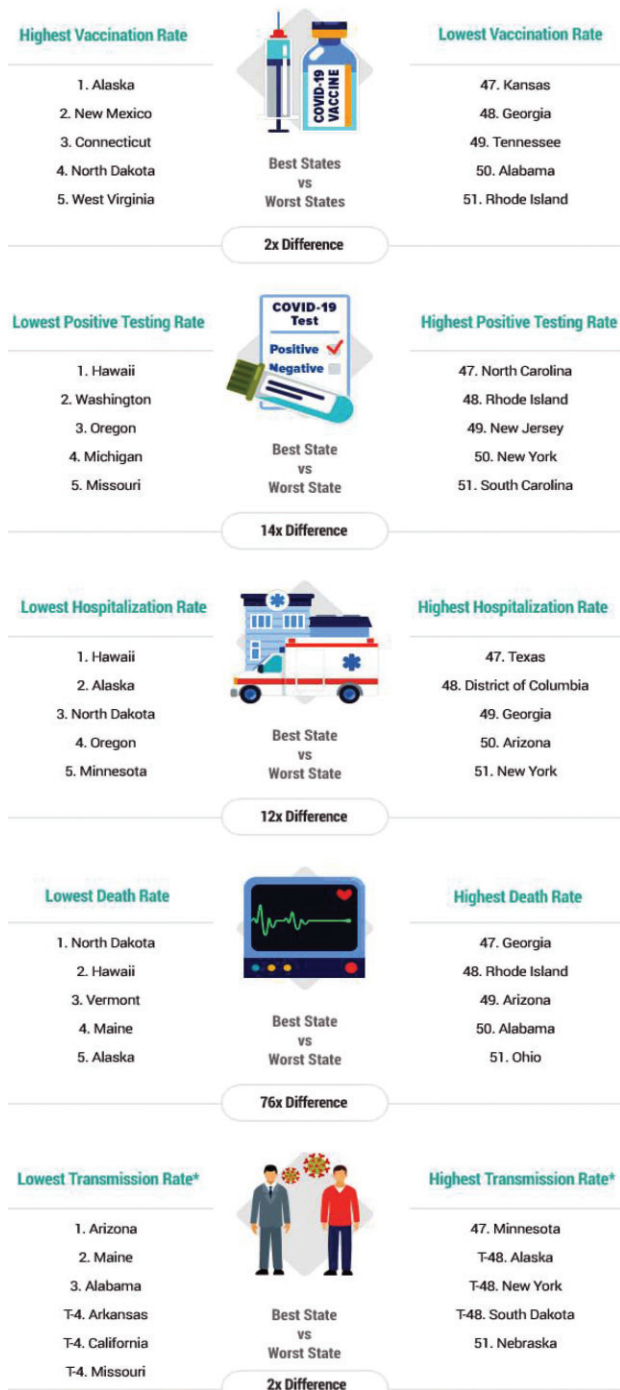 Highest Vaccination Rate
1. Alaska
2. New Mexico
3. Connecticut
4. North Dakota
5. West Virginia
COVID-19
VACCINE
Best States
vs
Worst States
Lowest Vaccination Rate
47. Kansas
48. Georgia
49. Tennessee
50. Alabama
51. Rhode Island
2x Difference
Lowest Positive Testing Rate
1. Hawaii
2. Washington
3. Oregon
4. Michigan
5. Missouri
COVID-19
Test
Positive
Negative
Best State
vs
Worst State
Highest Positive Testing Rate
47. North Carolina
48. Rhode Island
49. New Jersey
50. New York
51. South Carolina
14x Difference
Lowest Hospitalization Rate
1. Hawaii
2. Alaska
3. North Dakota
4. Oregon
5. Minnesota
Best State
vs
Worst State
Highest Hospitalization Rate
47. Texas
48. District of Columbia
49. Georgia
50. Arizona
51. New York
12x Difference
Lowest Death Rate
1. North Dakota
2. Hawaii
3. Vermont
4. Maine
5. Alaska
Best State
vs
Worst State
Highest Death Rate
47. Georgia
48. Rhode Island
49. Arizona
50. Alabama
51. Ohio
76x Difference
Lowest Transmission Rate*
1. Arizona
2. Maine
3. Alabama
T-4. Arkansas
T-4. California
T-4. Missouri
Best State
vs
Worst State
Highest Transmission Rate*
47. Minnesota
T-48. Alaska
T-48. New York
T-48. South Dakota
51. Nebraska
2x Difference